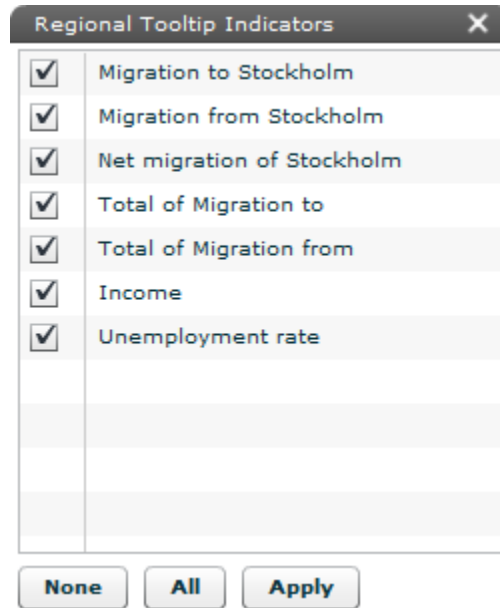 Regional Tooltip Indicators
Migration to Stockholm
Migration from Stockholm
Net migration of Stockholm
Total of Migration to
Total of Migration from
Income
Unemployment rate
None All Apply